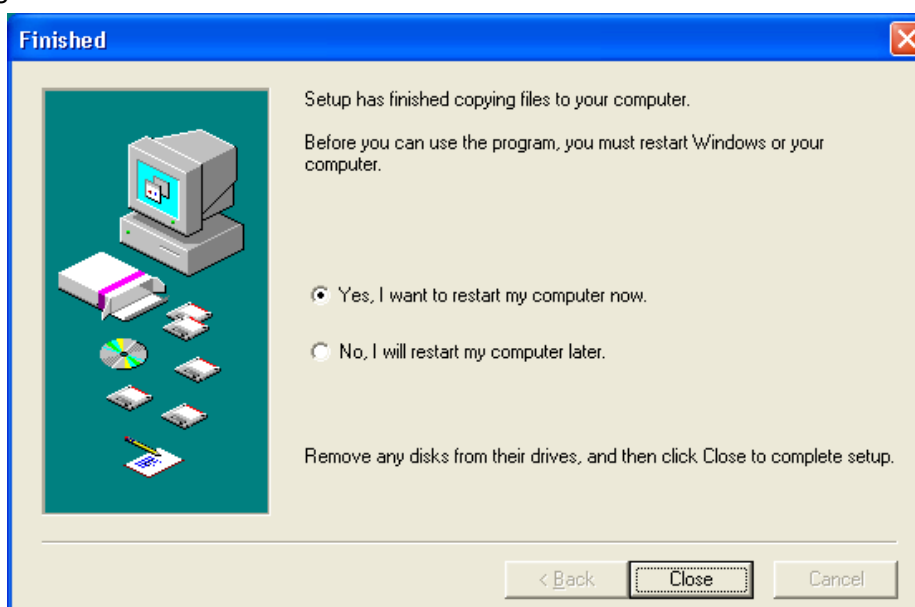 Finished
Setup has finished copying files to your computer.
Before you can use the program, you must restart Windows or your
computer.
Yes, I want to restart my computer now.
No, I will restart my computer later.
Remove any disks from their drives, and then click Close to complete setup.
< Back
Close
Cancel